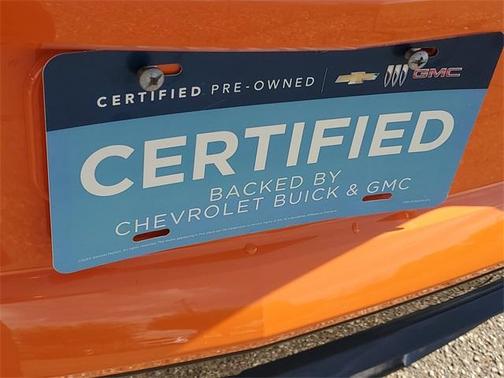 CERTIFIED PRE-OWNED GMC
CERTIFIED
BACKED BY
CHEVROLET BUICK & GMC